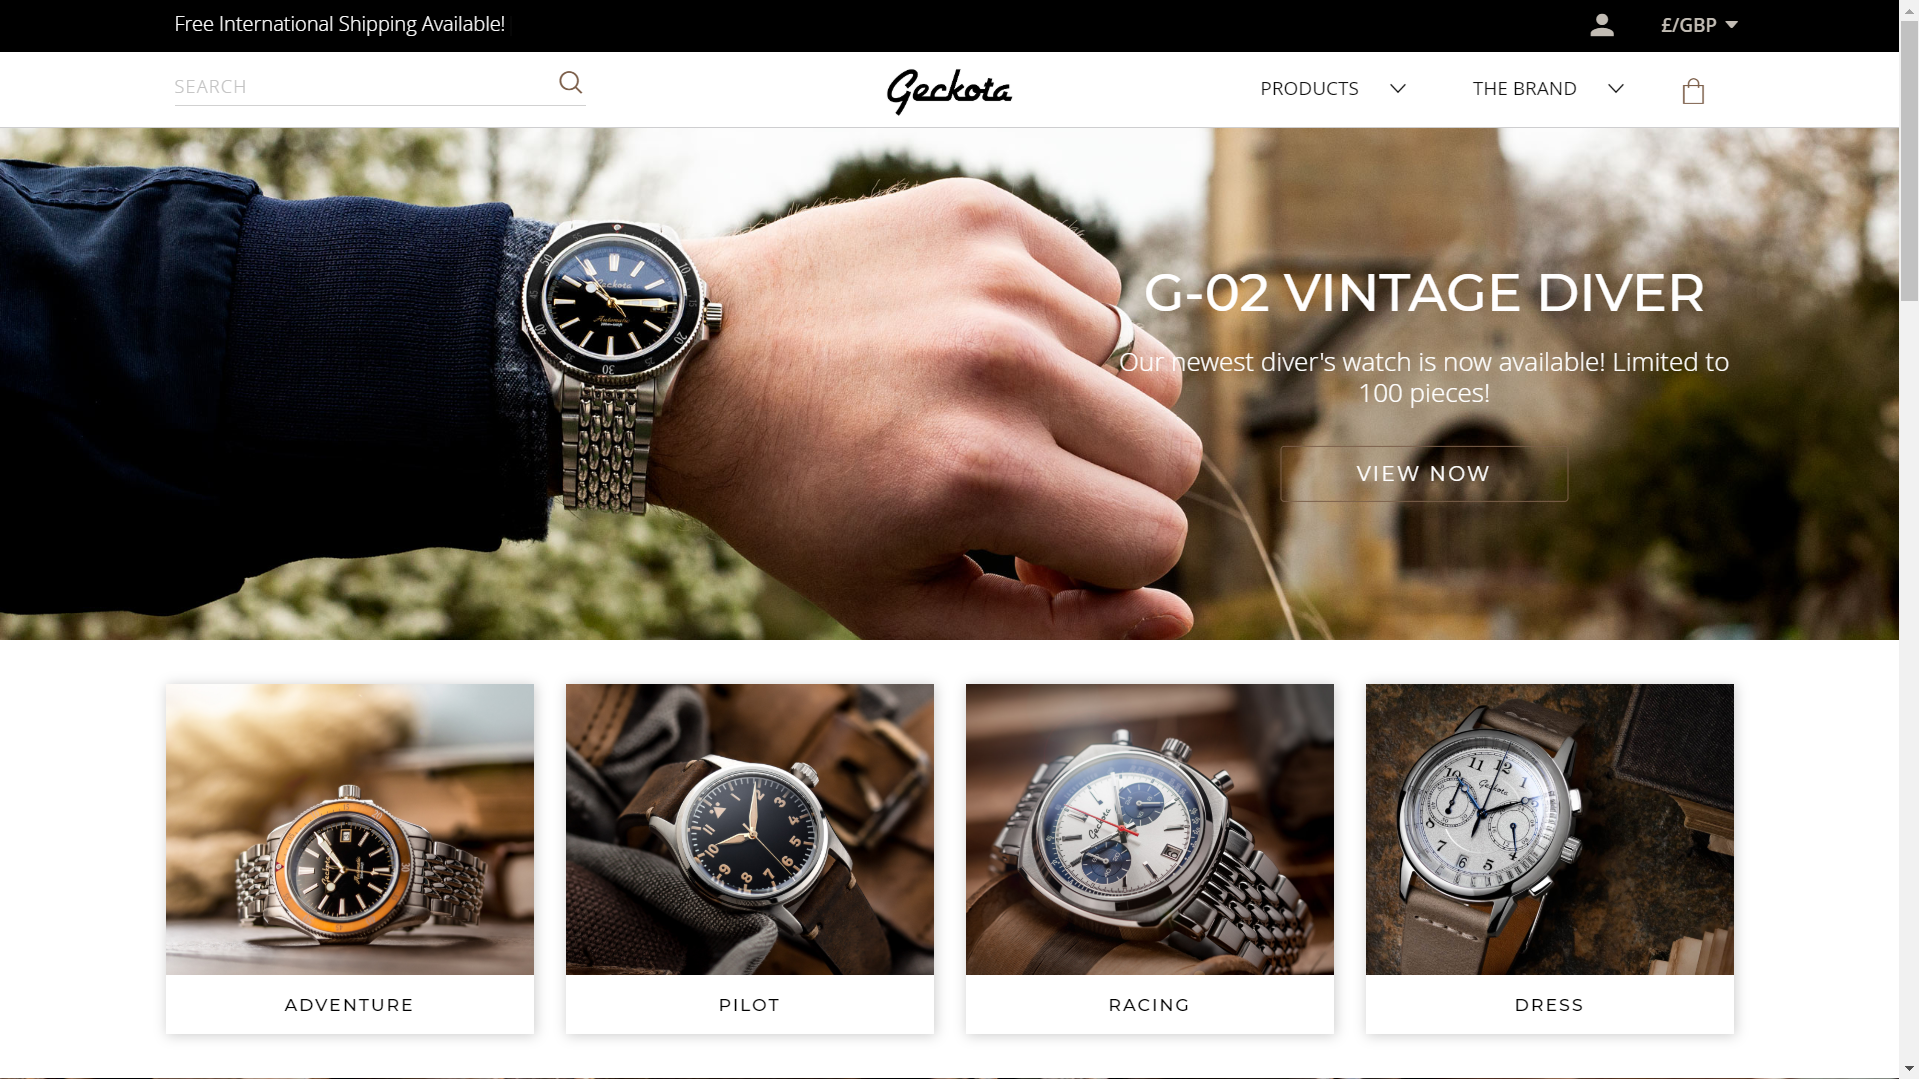 Free International Shipping Available!
£/GBP
SEARCH
Geckota
PRODUCTS
THE BRAND
G-02 VINTAGE DIVER
Our newest diver's watch is now available! Limited to
100 pieces!
VIEW NOW
ADVENTURE
PILOT
RACING
DRESS